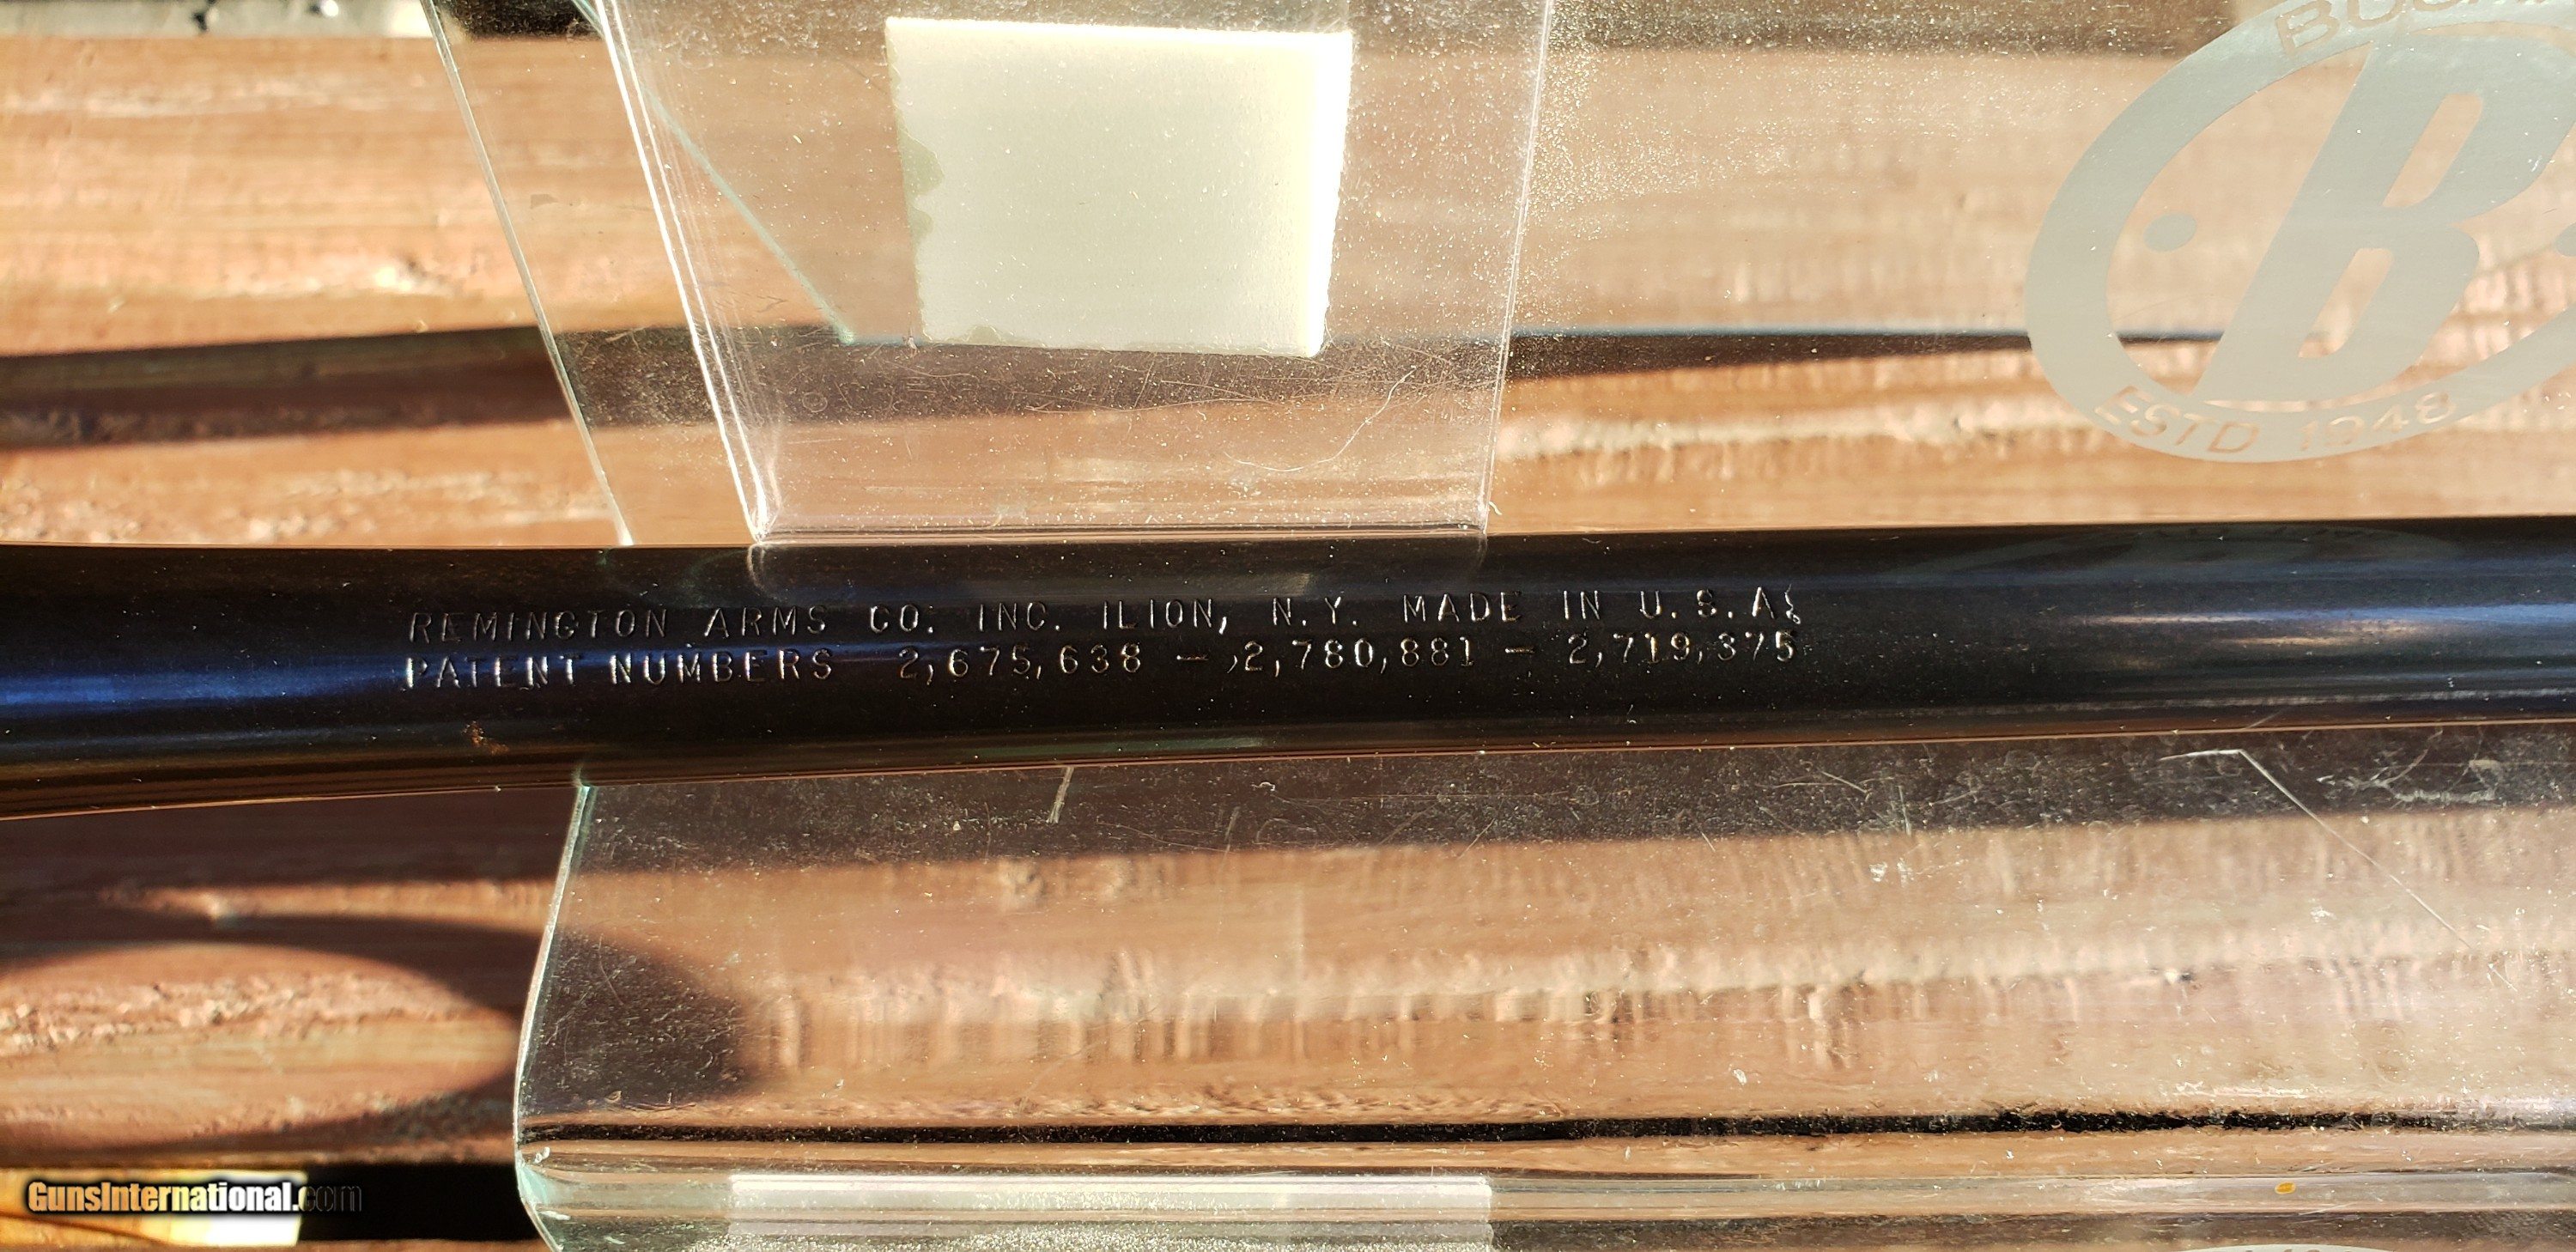 B
ESTD 1948
REMINGTON ARMS CO. INC. ILION, N.Y. MADE IN U.S.A.
PATENT NUMBERS 2,675,638 — 2,780,881 — 2,719,375
GunsInternational.com